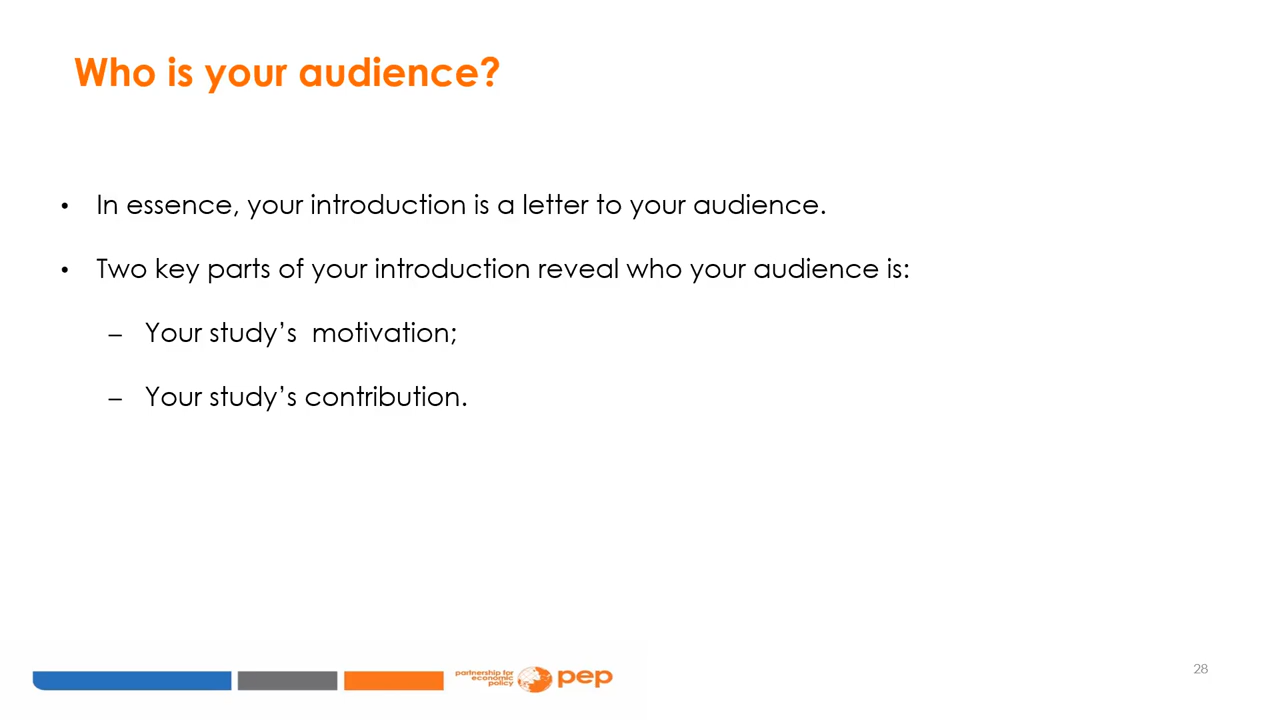 Who is your audience?
• In essence, your introduction is a letter to your audience.
• Two key parts of your introduction reveal who your audience is:
– Your study’s  motivation;
– Your study’s contribution.
partnership for
economic
policy
pep
28